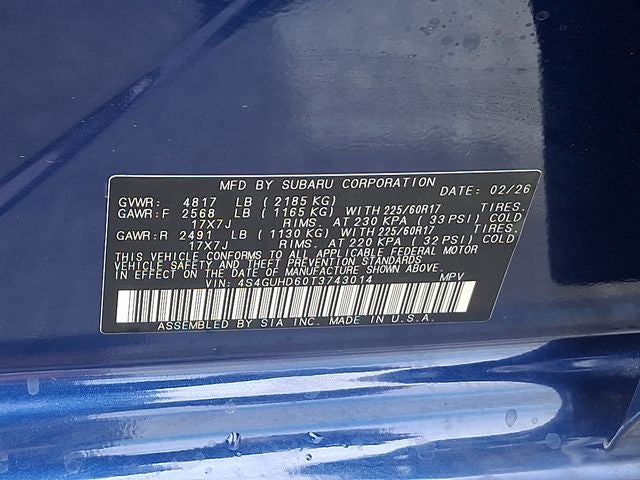 MFD BY SUBARU CORPORATION DATE: 02/26
GVWR: 4817 LB (2185 KG)
GAWR:F 2568 LB (1165 KG) WITH 225/60R17 TIRES.
17X7J RIMS. AT 230 KPA (33 PSI) COLD
GAWR:R 2491 LB (1130 KG) WITH 225/60R17 TIRES.
17X7J RIMS. AT 220 KPA (32 PSI) COLD
THIS VEHICLE CONFORMS TO ALL APPLICABLE FEDERAL MOTOR
VEHICLE SAFETY AND THEFT PREVENTION STANDARDS
IN EFFECT ON THE DATE OF MANUFACTURE SHOWN ABOVE.
VIN: 4S4GUHD60T3743014 MPV
ASSEMBLED BY SIA INC. MADE IN U.S.A.